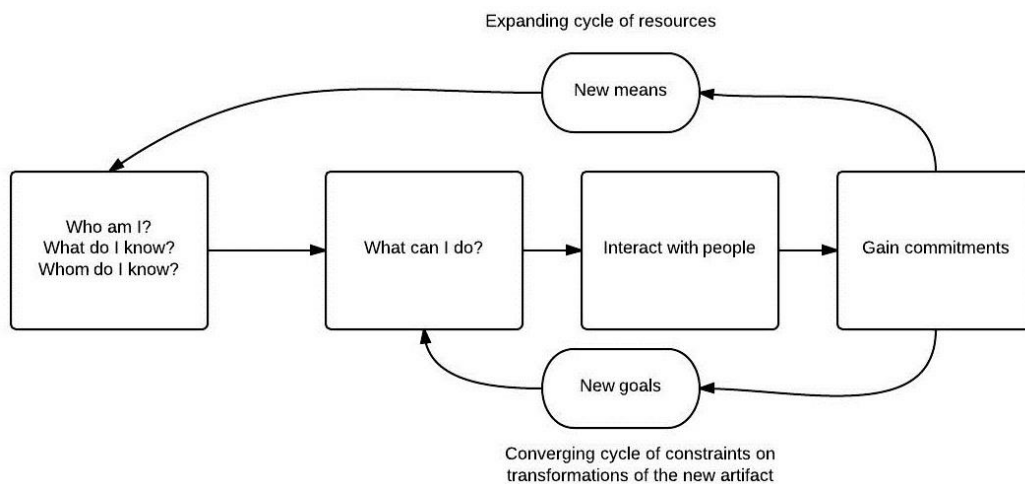 Expanding cycle of resources
New means
Who am I?
What do I know?
Whom do I know?
What can I do?
Interact with people
Gain commitments
New goals
Converging cycle of constraints on
transformations of the new artifact